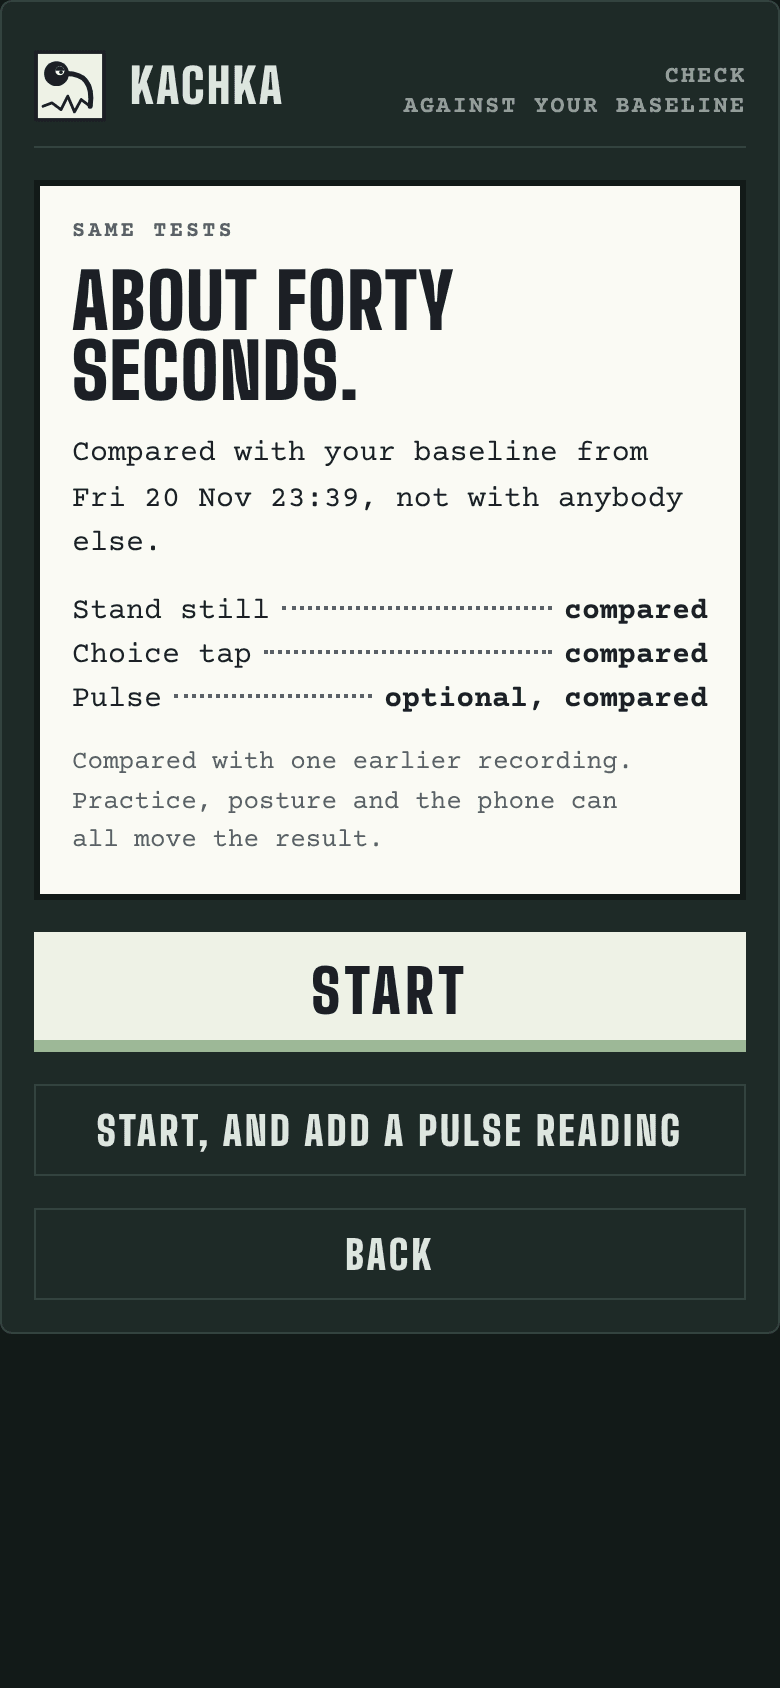 KACHKA
CHECK
AGAINST YOUR BASELINE
SAME TESTS
ABOUT FORTY
SECONDS.
Compared with your baseline from
Fri 20 Nov 23:39, not with anybody
else.
Stand still compared
Choice tap compared
Pulse optional, compared
Compared with one earlier recording.
Practice, posture and the phone can
all move the result.
START
START, AND ADD A PULSE READING
BACK